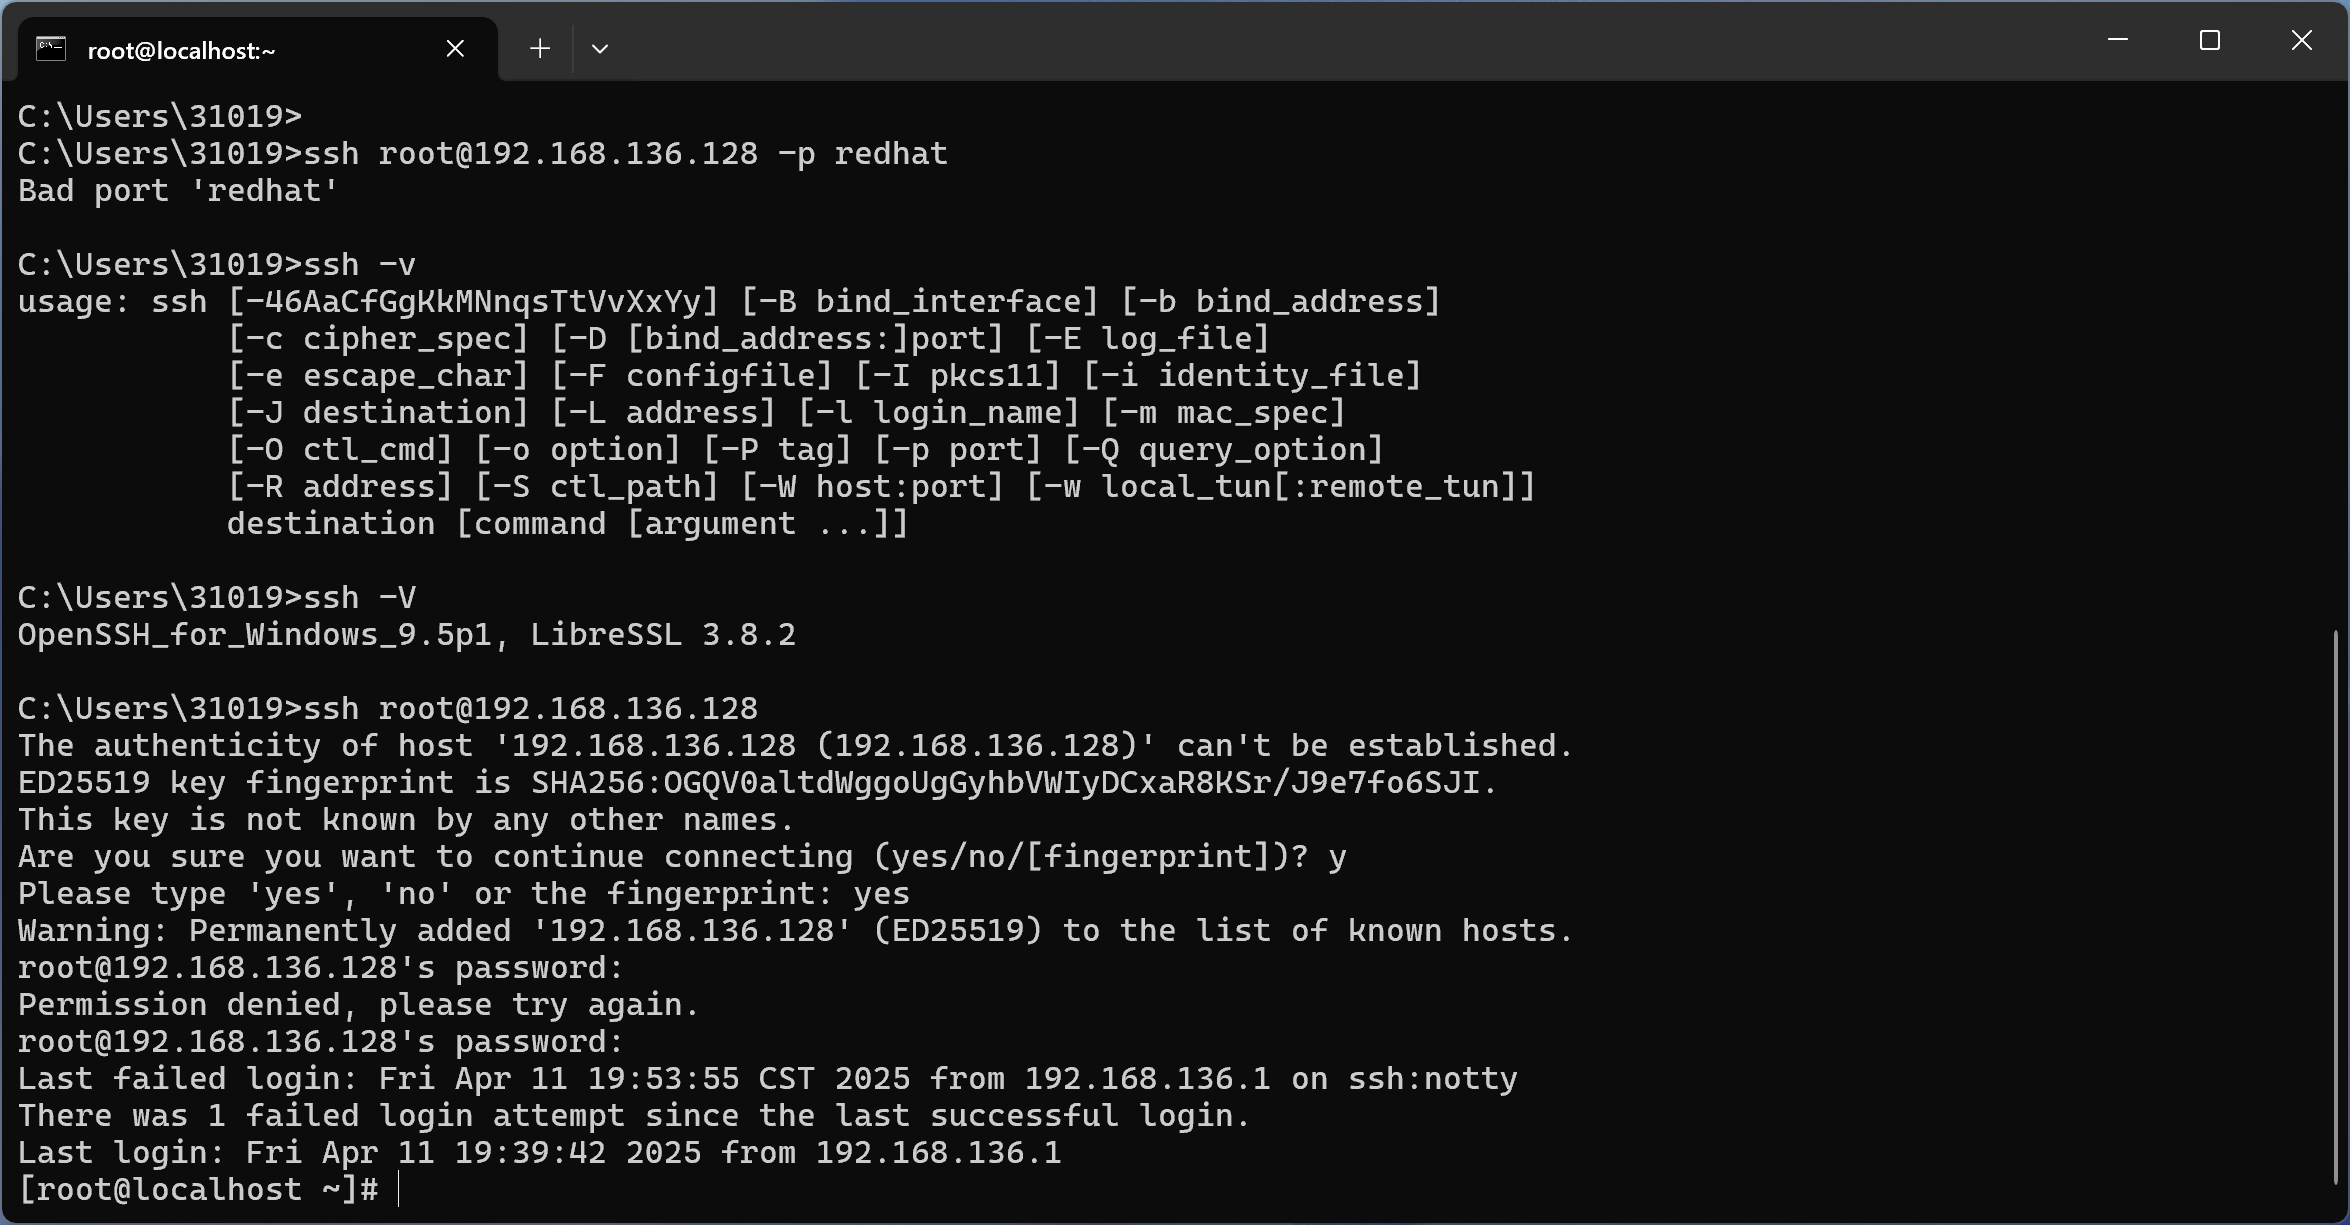 root@localhost:~
C:\Users\31019>
C:\Users\31019>ssh root@192.168.136.128 -p redhat
Bad port 'redhat'
C:\Users\31019>ssh -v
usage: ssh [-46AaCfGgKkMNnqsTtVvXxYy] [-B bind_interface] [-b bind_address]
           [-c cipher_spec] [-D [bind_address:]port] [-E log_file]
           [-e escape_char] [-F configfile] [-I pkcs11] [-i identity_file]
           [-J destination] [-L address] [-l login_name] [-m mac_spec]
           [-O ctl_cmd] [-o option] [-P tag] [-p port] [-Q query_option]
           [-R address] [-S ctl_path] [-W host:port] [-w local_tun[:remote_tun]]
           destination [command [argument ...]]
C:\Users\31019>ssh -V
OpenSSH_for_Windows_9.5p1, LibreSSL 3.8.2
C:\Users\31019>ssh root@192.168.136.128
The authenticity of host '192.168.136.128 (192.168.136.128)' can't be established.
ED25519 key fingerprint is SHA256:OGQV0altdWggoUgGyhbVWIyDCxaR8KSr/J9e7fo6SJI.
This key is not known by any other names.
Are you sure you want to continue connecting (yes/no/[fingerprint])? y
Please type 'yes', 'no' or the fingerprint: yes
Warning: Permanently added '192.168.136.128' (ED25519) to the list of known hosts.
root@192.168.136.128's password:
Permission denied, please try again.
root@192.168.136.128's password:
Last failed login: Fri Apr 11 19:53:55 CST 2025 from 192.168.136.1 on ssh:notty
There was 1 failed login attempt since the last successful login.
Last login: Fri Apr 11 19:39:42 2025 from 192.168.136.1
[root@localhost ~]#